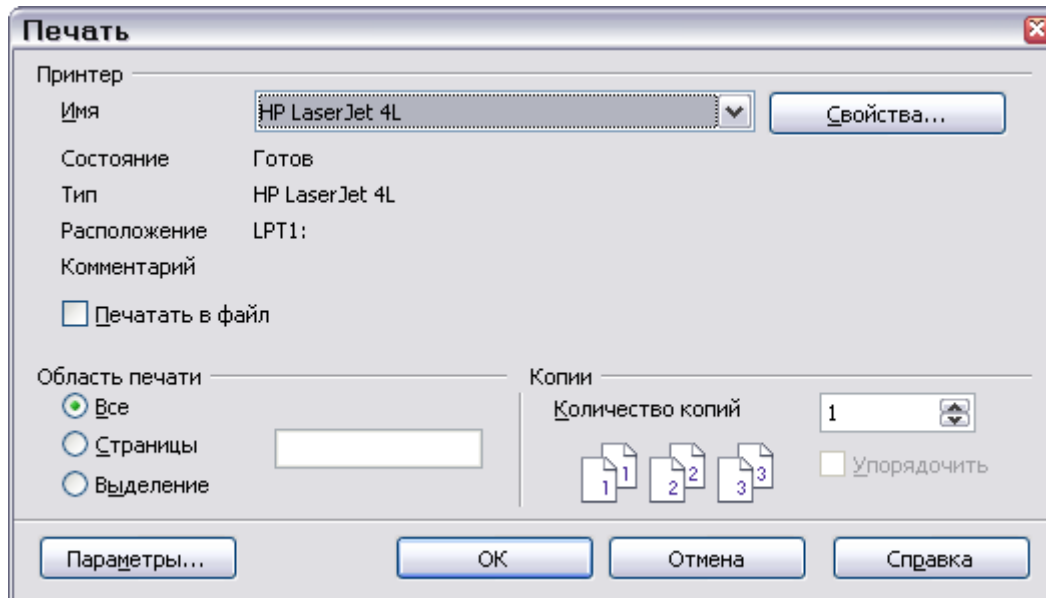 Печать
Принтер
Имя HP LaserJet 4L Свойства...
Состояние Готов
Тип HP LaserJet 4L
Расположение LPT1:
Комментарий
Печатать в файл
Область печати Копии
Все Количество копий 1
Страницы
Выделение
1 1 2 2 3 3 Упорядочить
Параметры... ОК Отмена Справка